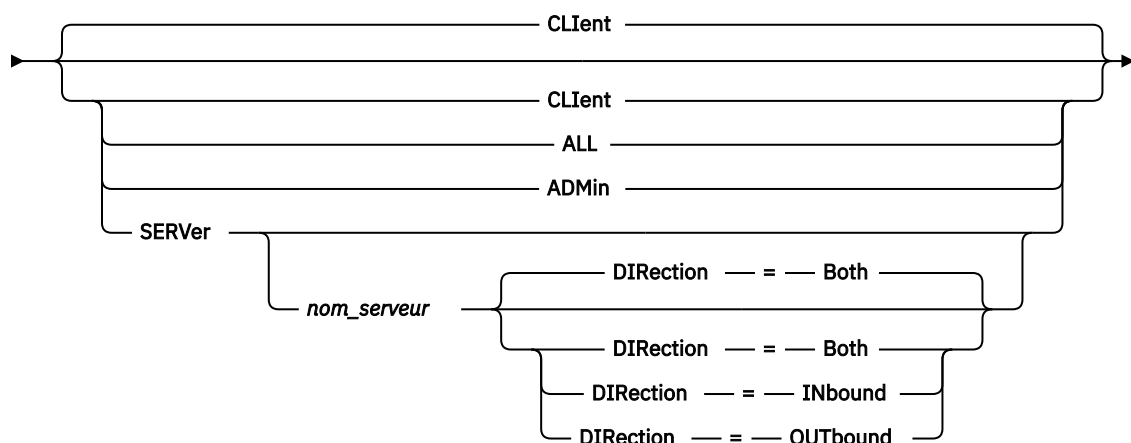 CLIent
CLIent
ALL
ADMin
SERVer
DIRection = Both
nom_serveur
DIRection = Both
DIRection = INbound
DIRection = OUTbound